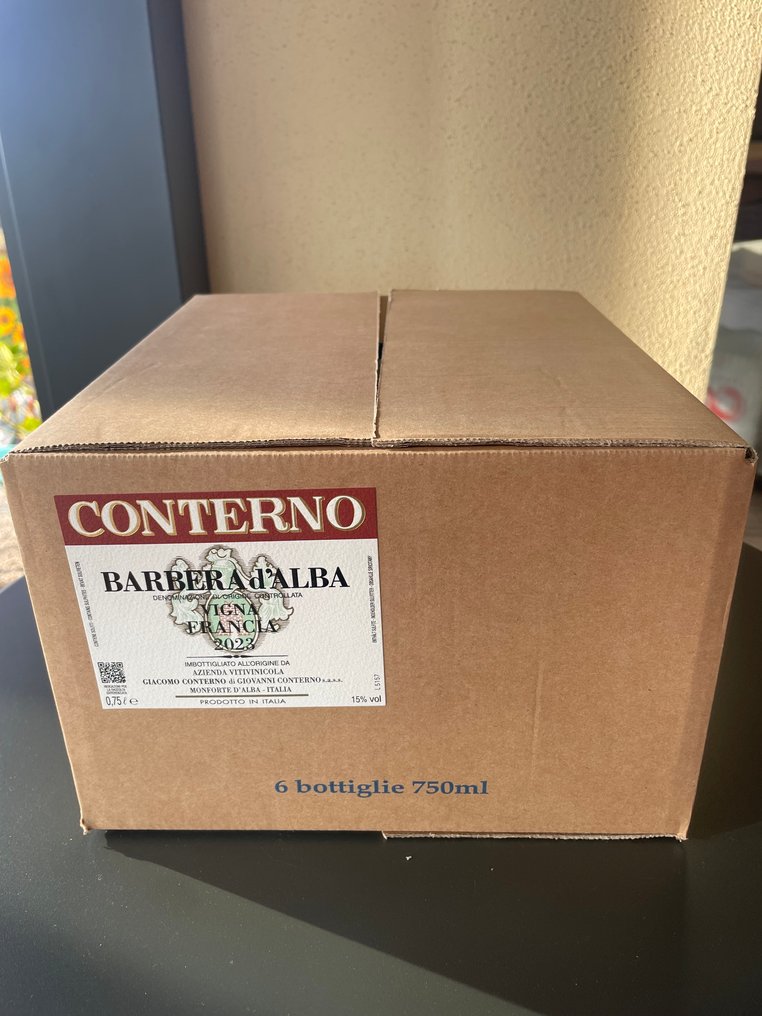 CONTERNO
BARBERA d'ALBA
DENOMINAZIONE DI ORIGINE CONTROLLATA
VIGNA
FRANCIA
2023
IMBOTTIGLIATO ALL'ORIGINE DA
AZIENDA VITIVINICOLA
GIACOMO CONTERNO di GIOVANNI CONTERNO s.a.s.s.
MONFORTE D'ALBA - ITALIA
0,75 ℓ e
PRODOTTO IN ITALIA
15% vol
L 5157
6 bottiglie 750ml